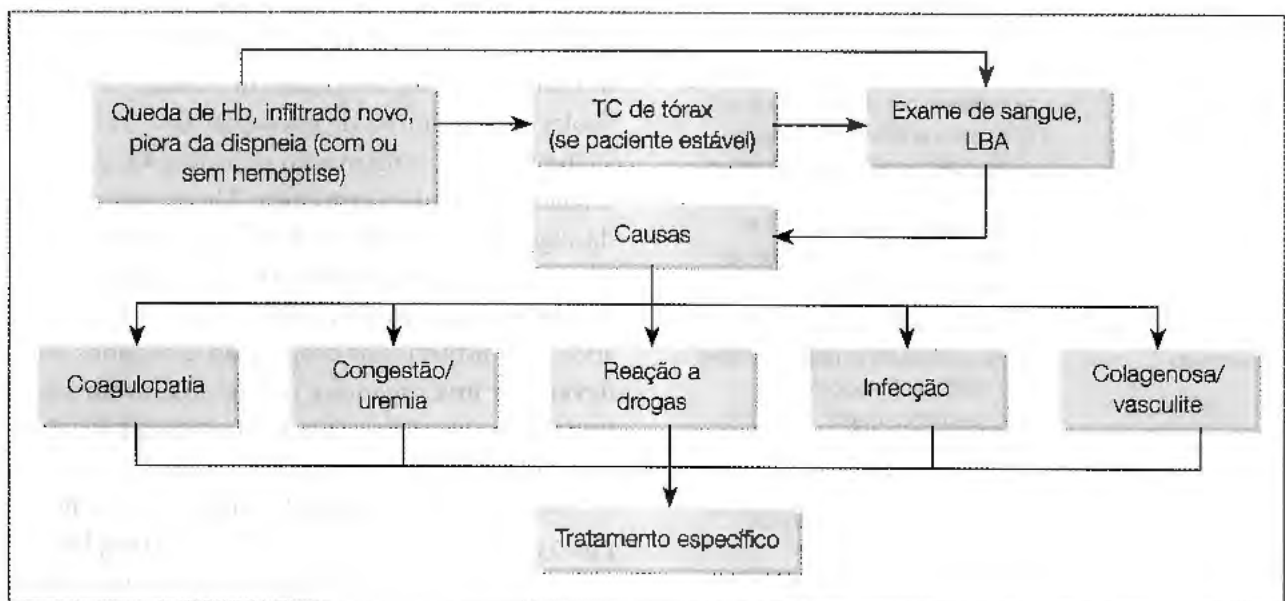 Queda de Hb, infiltrado novo,
piora da dispneia (com ou
sem hemoptise)
TC de tórax
(se paciente estável)
Exame de sangue,
LBA
Causas
Coagulopatia
Congestão/
uremia
Reação a
drogas
Infecção
Colagenosa/
vasculite
Tratamento específico